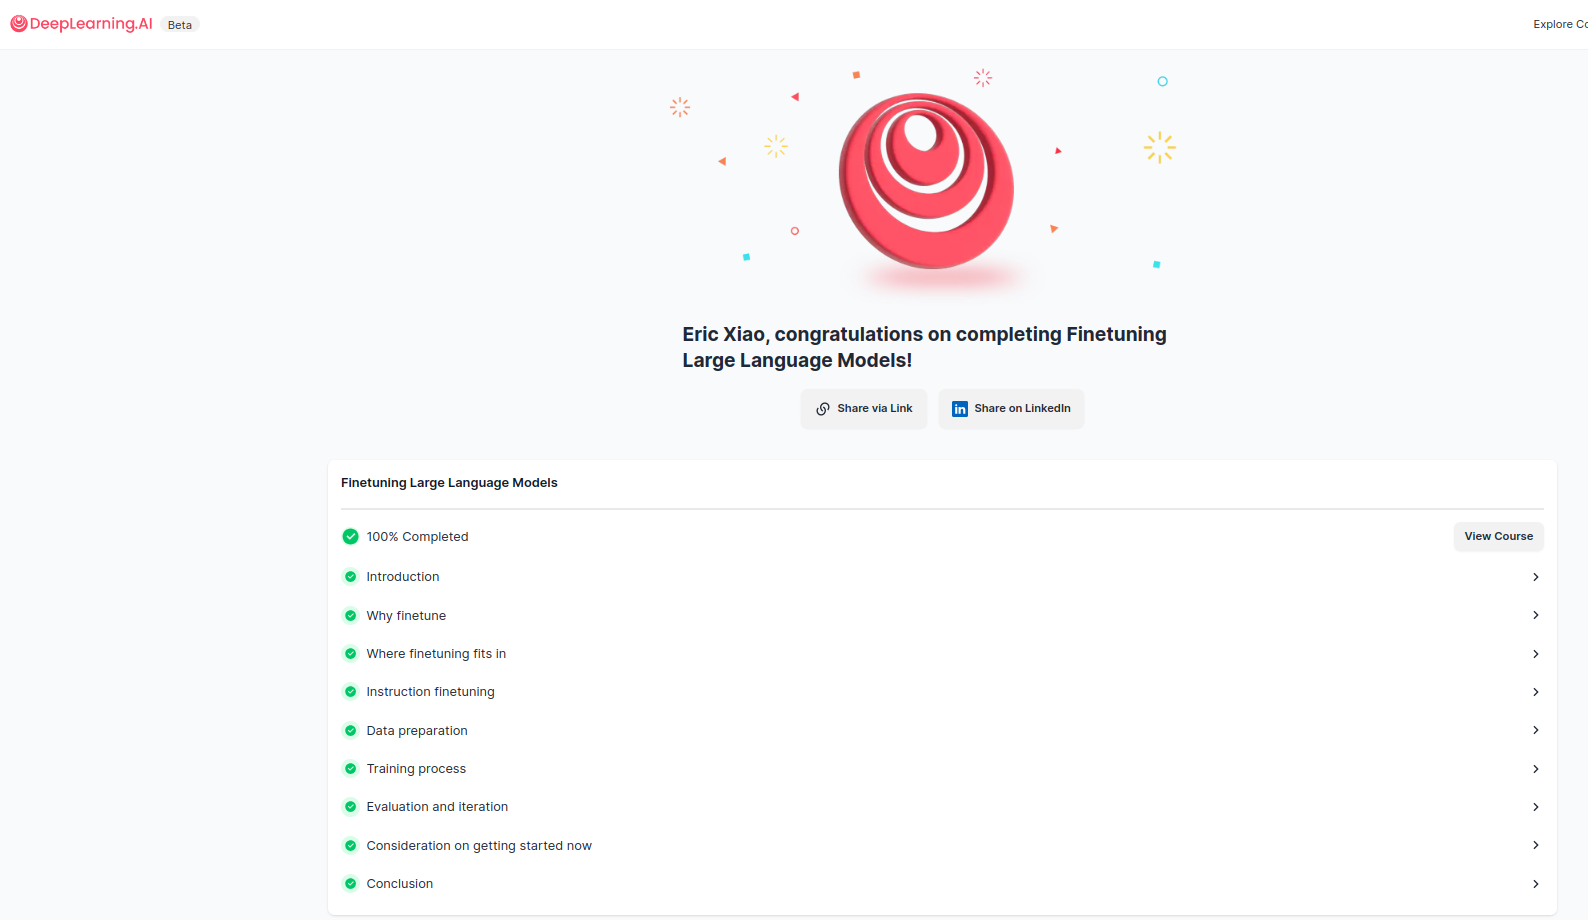 DeepLearning.AI Beta
Explore
Eric Xiao, congratulations on completing Finetuning
Large Language Models!
Share via Link
Share on LinkedIn
Finetuning Large Language Models
100% Completed
View Course
Introduction
Why finetune
Where finetuning fits in
Instruction finetuning
Data preparation
Training process
Evaluation and iteration
Consideration on getting started now
Conclusion